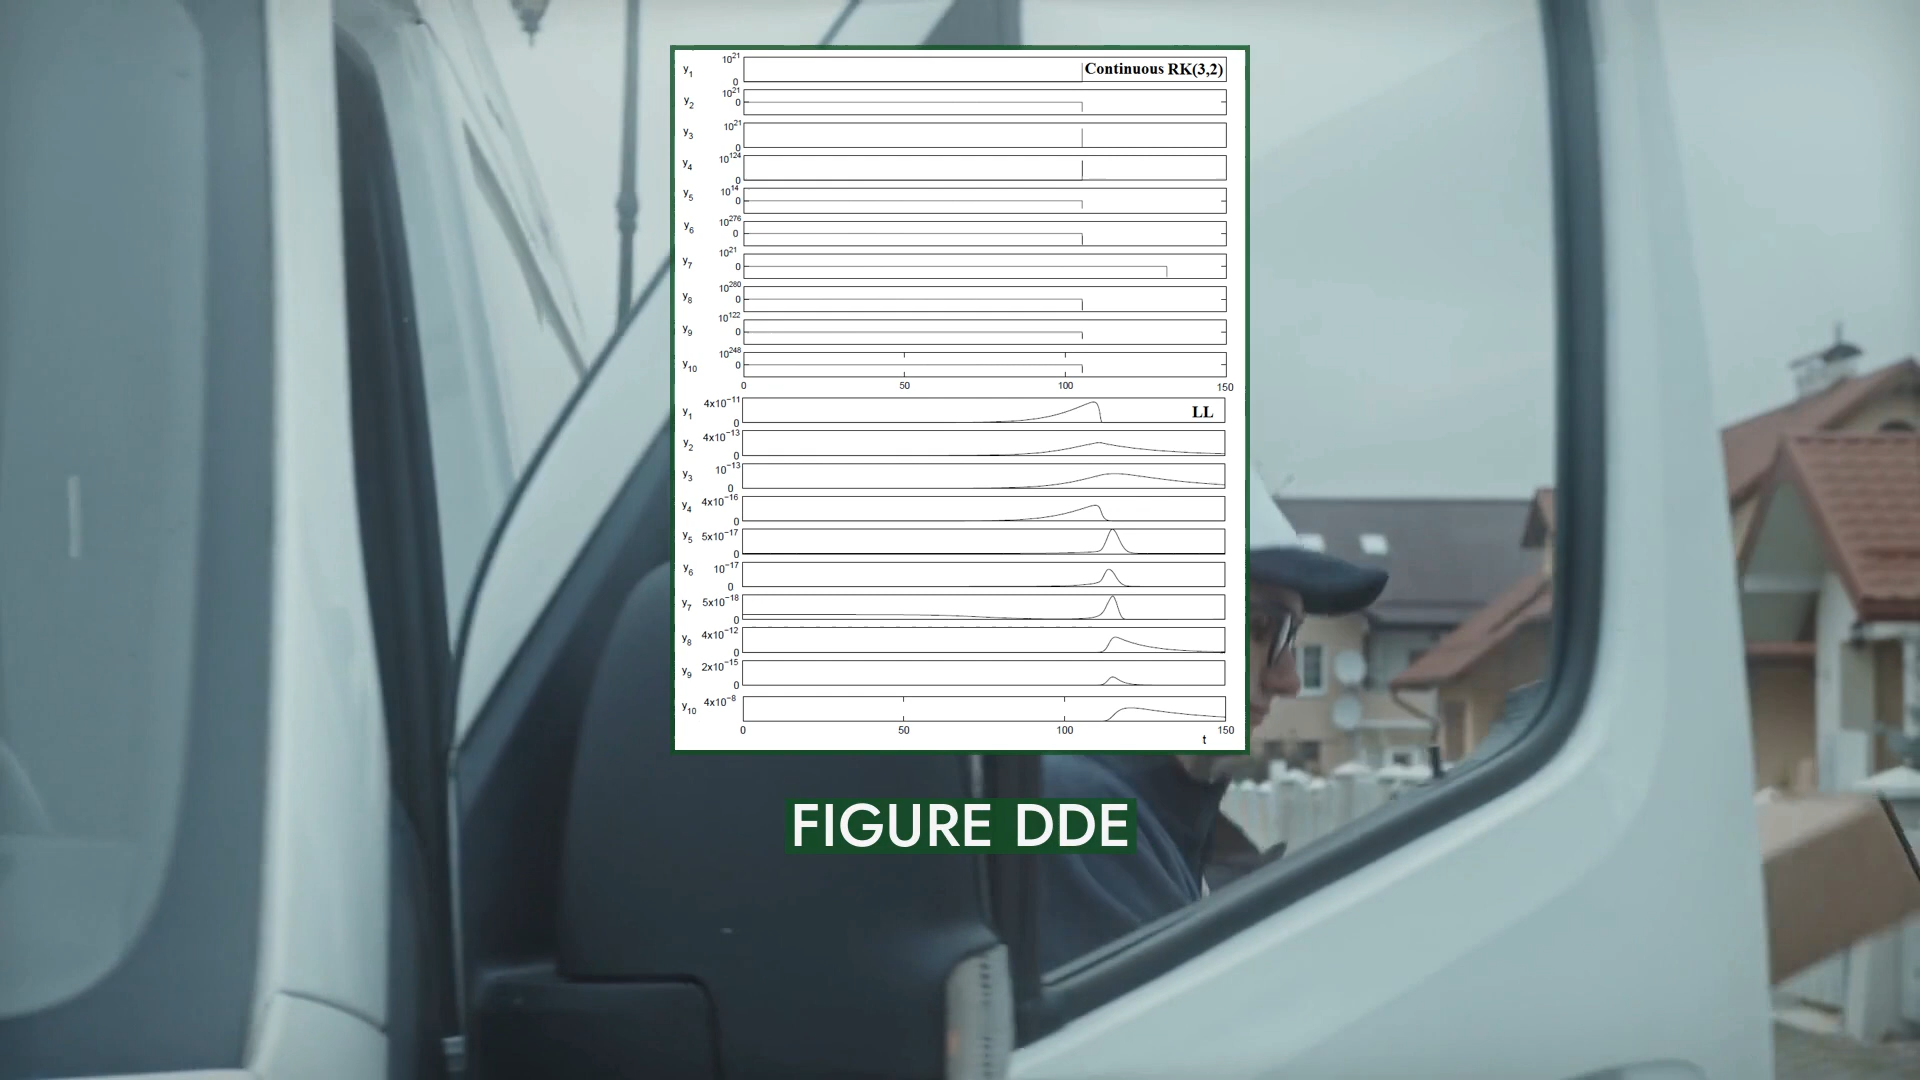 y1 10^21 0 Continuous RK(3,2)
y2 10^21 0
y3 10^21 0
y4 10^124 0
y5 10^14 0
y6 10^276 0
y7 10^21 0
y8 10^280 0
y9 10^122 0
y10 10^248 0
0 50 100 150
y1 4x10^-11 0 LL
y2 4x10^-13 0
y3 10^-13 0
y4 4x10^-16 0
y5 5x10^-17 0
y6 10^-17 0
y7 5x10^-18 0
y8 4x10^-12 0
y9 2x10^-15 0
y10 4x10^-8
0 50 100 150
t
FIGURE DDE